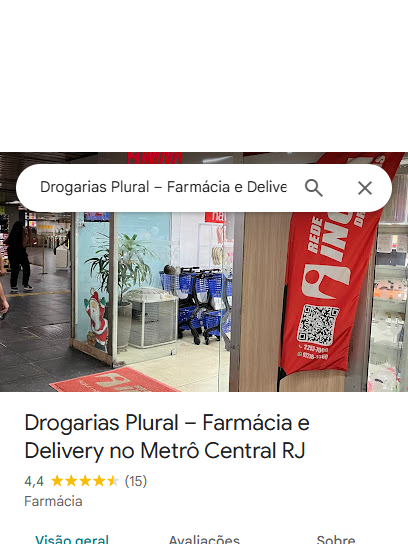 Drogarias Plural – Farmácia e Delive
REDE
Drogarias Plural – Farmácia e
Delivery no Metrô Central RJ
4,4 (15)
Farmácia
Visão geral Avaliações Sobre